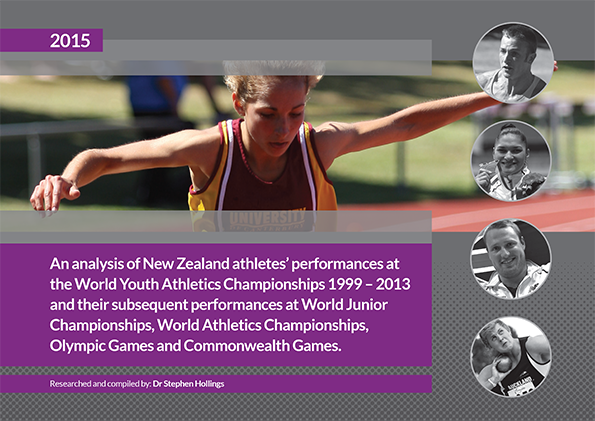 2015
UNIVERSITY
An analysis of New Zealand athletes' performances at
the World Youth Athletics Championships 1999 – 2013
and their subsequent performances at World Junior
Championships, World Athletics Championships,
Olympic Games and Commonwealth Games.
Researched and compiled by: Dr Stephen Hollings
AUCKLAND